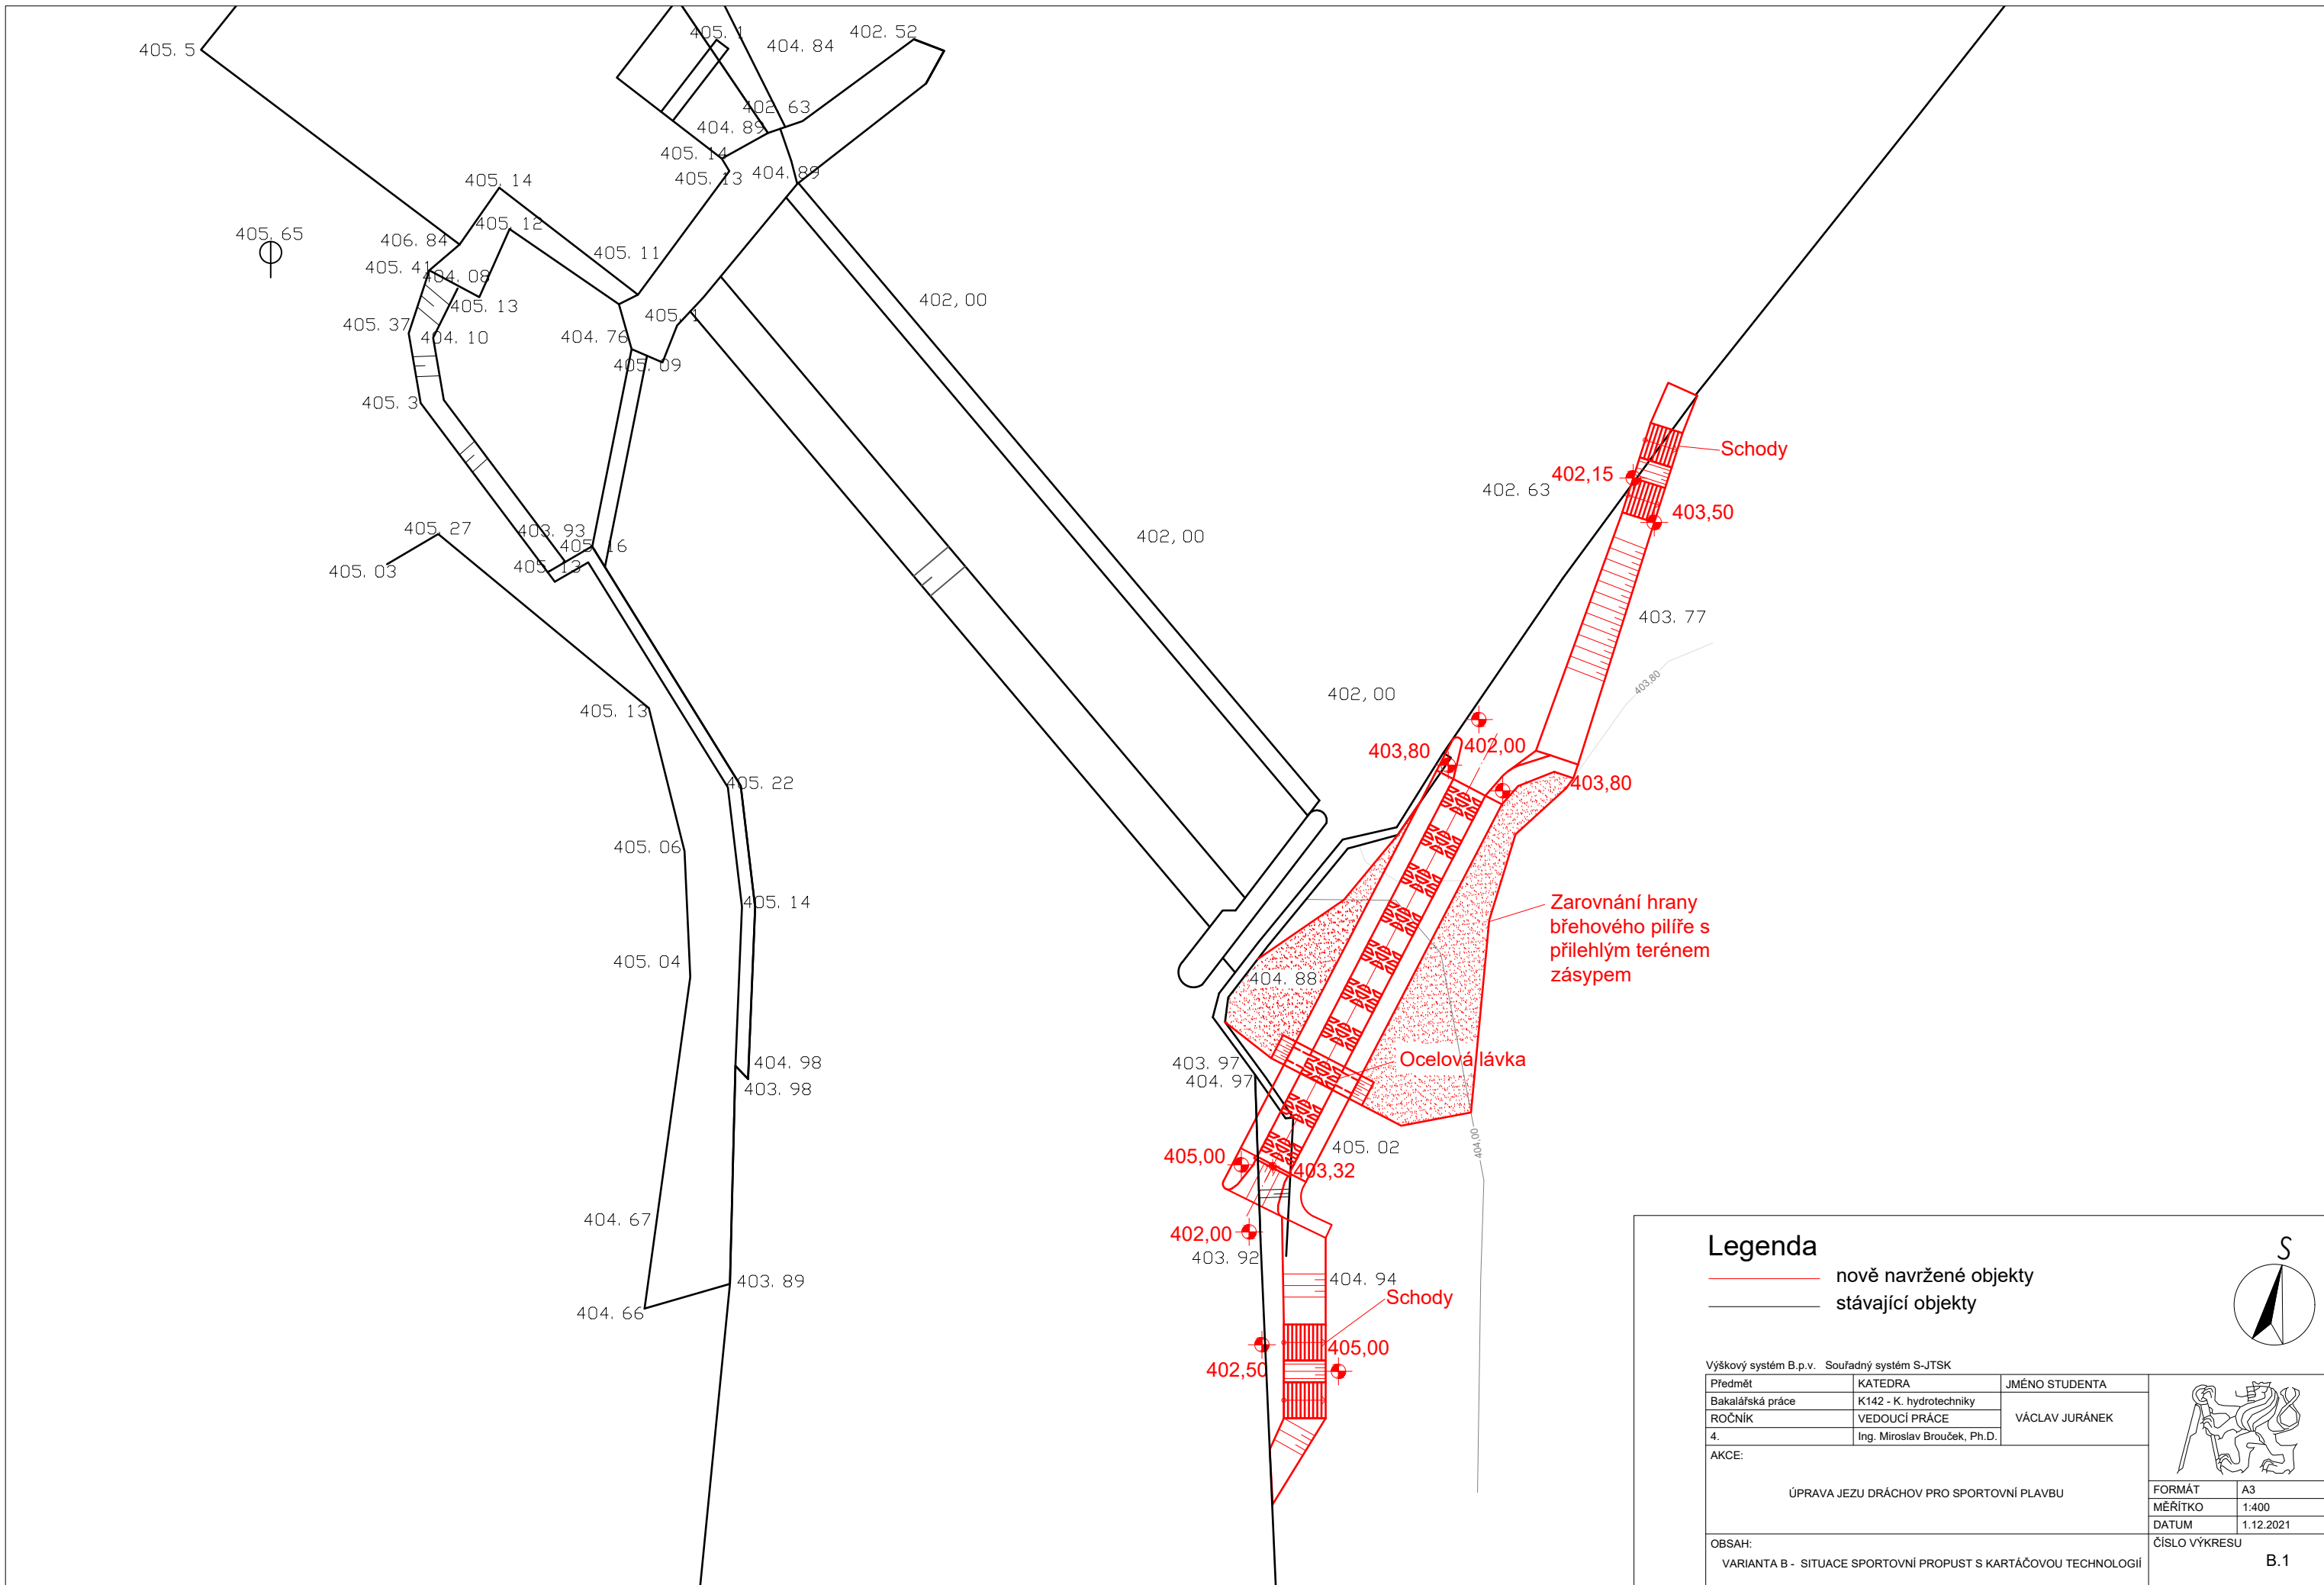 405. 5
405. 1
404. 84
402. 52
402. 63
404. 89
405. 14
405. 13
404. 89
405. 14
405. 12
405. 65
406. 84
405. 11
405. 41
404. 08
405. 13
402,00
405. 37
404. 10
404. 76
405. 1
405. 09
405. 3
Schody
402,15
402. 63
403,50
405. 27
403. 93
402,00
405. 16
405. 03
405. 13
403. 77
403,80
402,00
405. 13
403,80
402,00
405. 22
403,80
405. 06
405. 14
Zarovnání hrany
břehového pilíře s
přilehlým terénem
zásypem
405. 04
404. 88
404. 98
403. 97
Ocelová lávka
404. 97
403. 98
404,00
405. 02
405,00
403,32
404. 67
402,00
403. 92
403. 89
404. 94
404. 66
Schody
402,50
405,00
Legenda
nově navržené objekty
stávající objekty
S
Výškový systém B.p.v. Souřadný systém S-JTSK
Předmět
KATEDRA
JMÉNO STUDENTA
Bakalářská práce
K142 - K. hydrotechniky
ROČNÍK
VEDOUCÍ PRÁCE
VÁCLAV JURÁNEK
4.
Ing. Miroslav Brouček, Ph.D.
AKCE:
ÚPRAVA JEZU DRÁCHOV PRO SPORTOVNÍ PLAVBU
FORMÁT
A3
MĚŘÍTKO
1:400
DATUM
1.12.2021
OBSAH:
VARIANTA B - SITUACE SPORTOVNÍ PROPUST S KARTÁČOVOU TECHNOLOGIÍ
ČÍSLO VÝKRESU
B.1